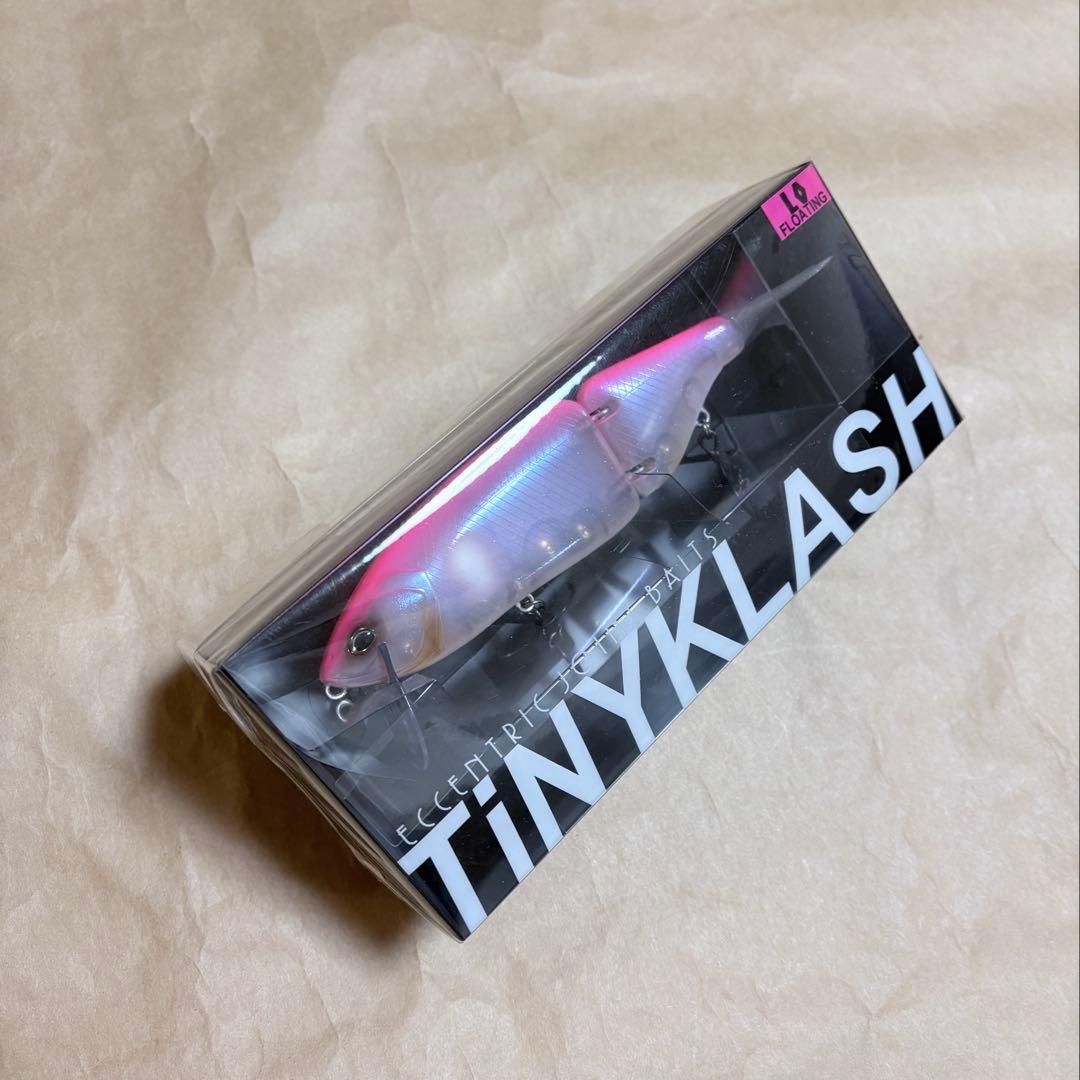 LO
FLOATING
ECCENTRIC JOINT BAITS
TiNYKLASH